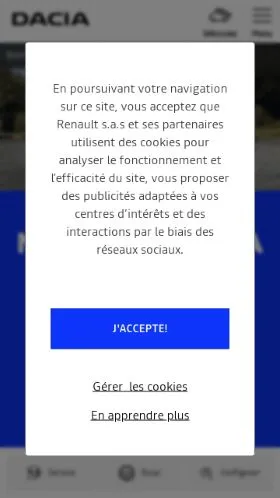 DACIA
Menu
En poursuivant votre navigation
sur ce site, vous acceptez que
Renault s.a.s et ses partenaires
utilisent des cookies pour
analyser le fonctionnement et
l'efficacité du site, vous proposer
des publicités adaptées à vos
centres d'intérêts et des
interactions par le biais des
réseaux sociaux.
J'ACCEPTE!
Gérer les cookies
En apprendre plus
Configurer